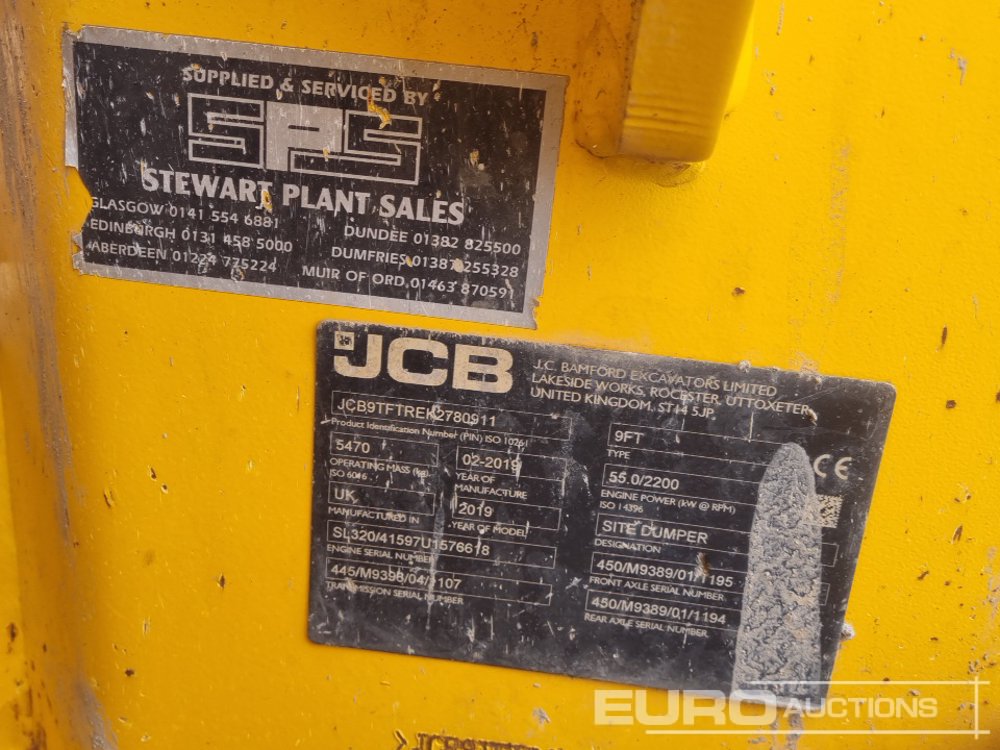 SUPPLIED & SERVICED BY
SPS
STEWART PLANT SALES
GLASGOW 0141 554 6881
EDINBURGH 0131 458 5000
ABERDEEN 01224 775224
DUNDEE 01382 825500
DUMFRIES 01387 255328
MUIR OF ORD 01463 870591
JCB
J.C. BAMFORD EXCAVATORS LIMITED
LAKESIDE WORKS, ROCESTER, UTTOXETER,
UNITED KINGDOM, ST14 5JP.
JCB9TFTREK2780911
Product Identification Number (PIN) ISO 10261
5470
OPERATING MASS (kg)
ISO 6016
02-2019
YEAR OF
MANUFACTURE
UK
MANUFACTURED IN
2019
YEAR OF MODEL
SL320/41597U1576618
ENGINE SERIAL NUMBER
445/M9398/04/1107
TRANSMISSION SERIAL NUMBER
9FT
TYPE
55.0/2200
ENGINE POWER (kW @ RPM)
ISO 14396
SITE DUMPER
DESIGNATION
450/M9389/01/1195
FRONT AXLE SERIAL NUMBER
450/M9389/01/1194
REAR AXLE SERIAL NUMBER
CE
EURO AUCTIONS